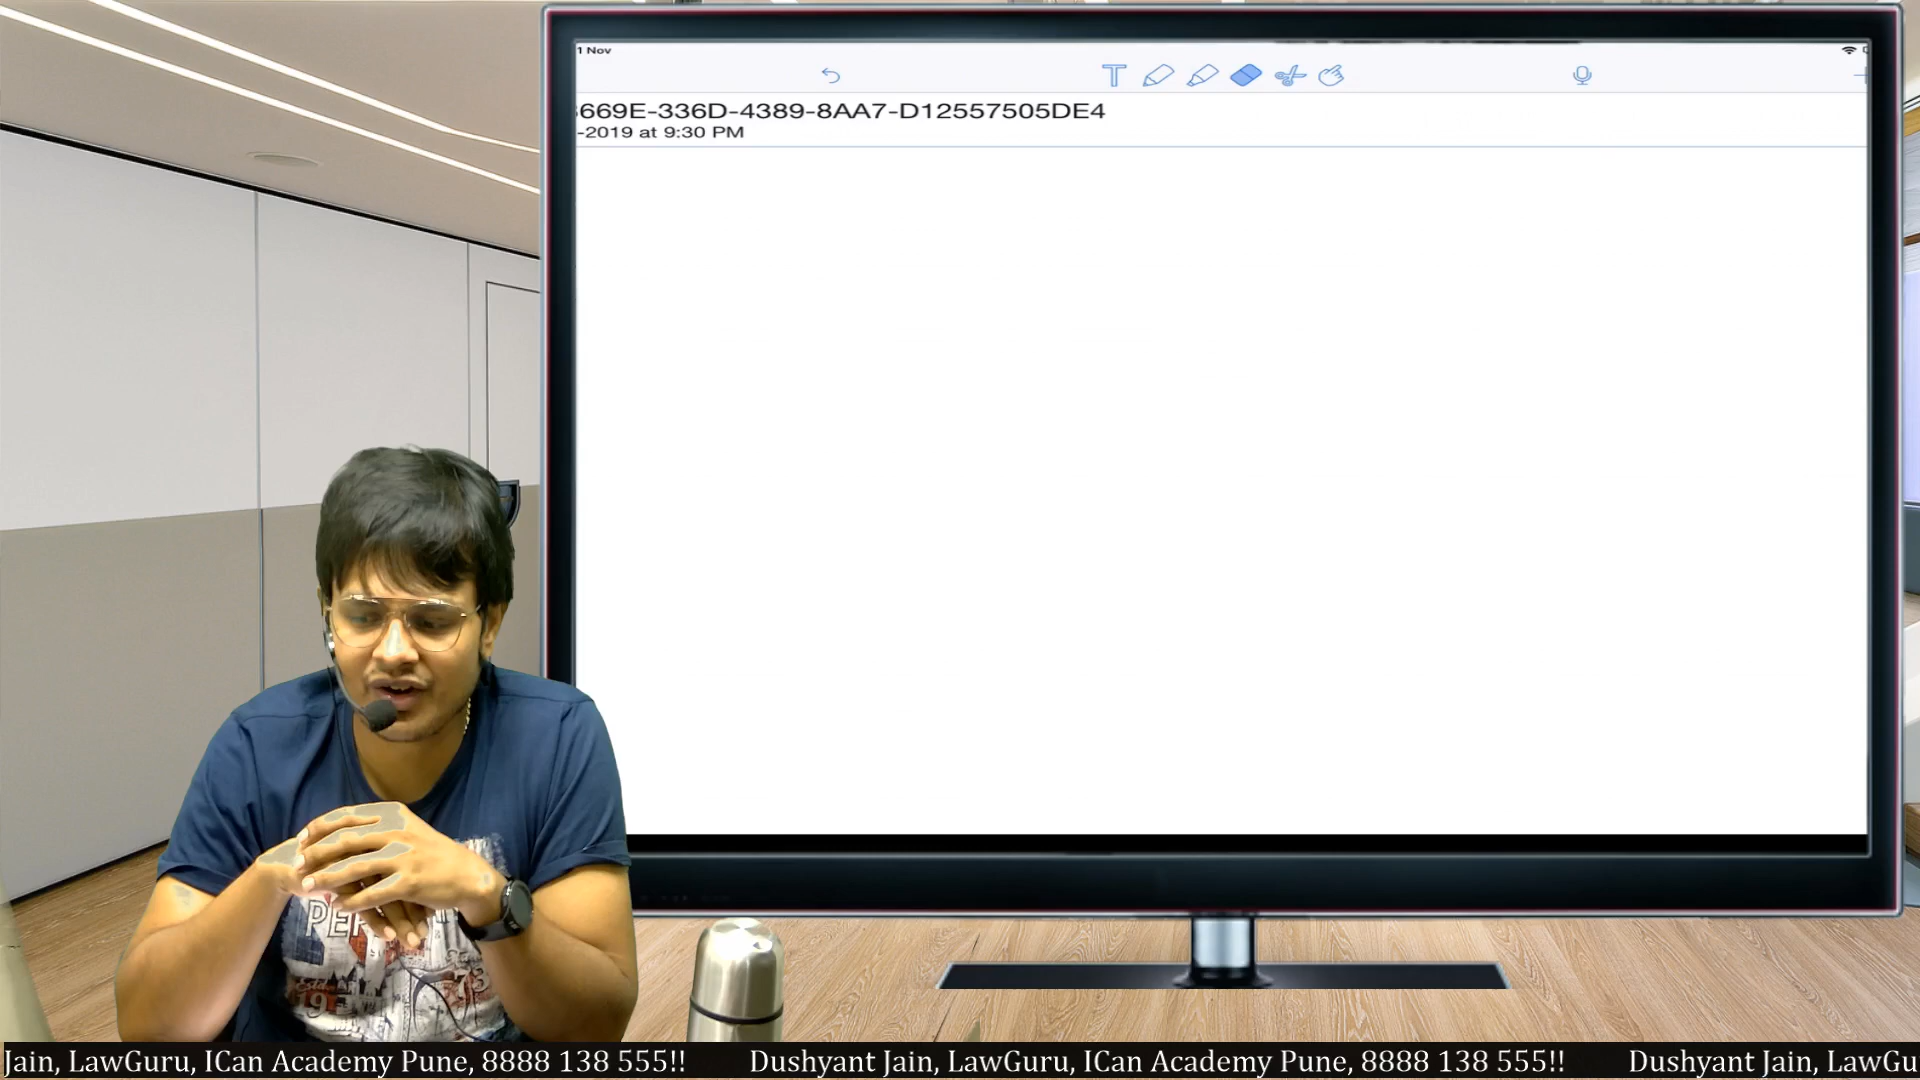 1 Nov
669E-336D-4389-8AA7-D12557505DE4
-2019 at 9:30 PM
PEP
Jain, LawGuru, ICan Academy Pune, 8888 138 555!! Dushyant Jain, LawGuru, ICan Academy Pune, 8888 138 555!! Dushyant Jain, LawGu